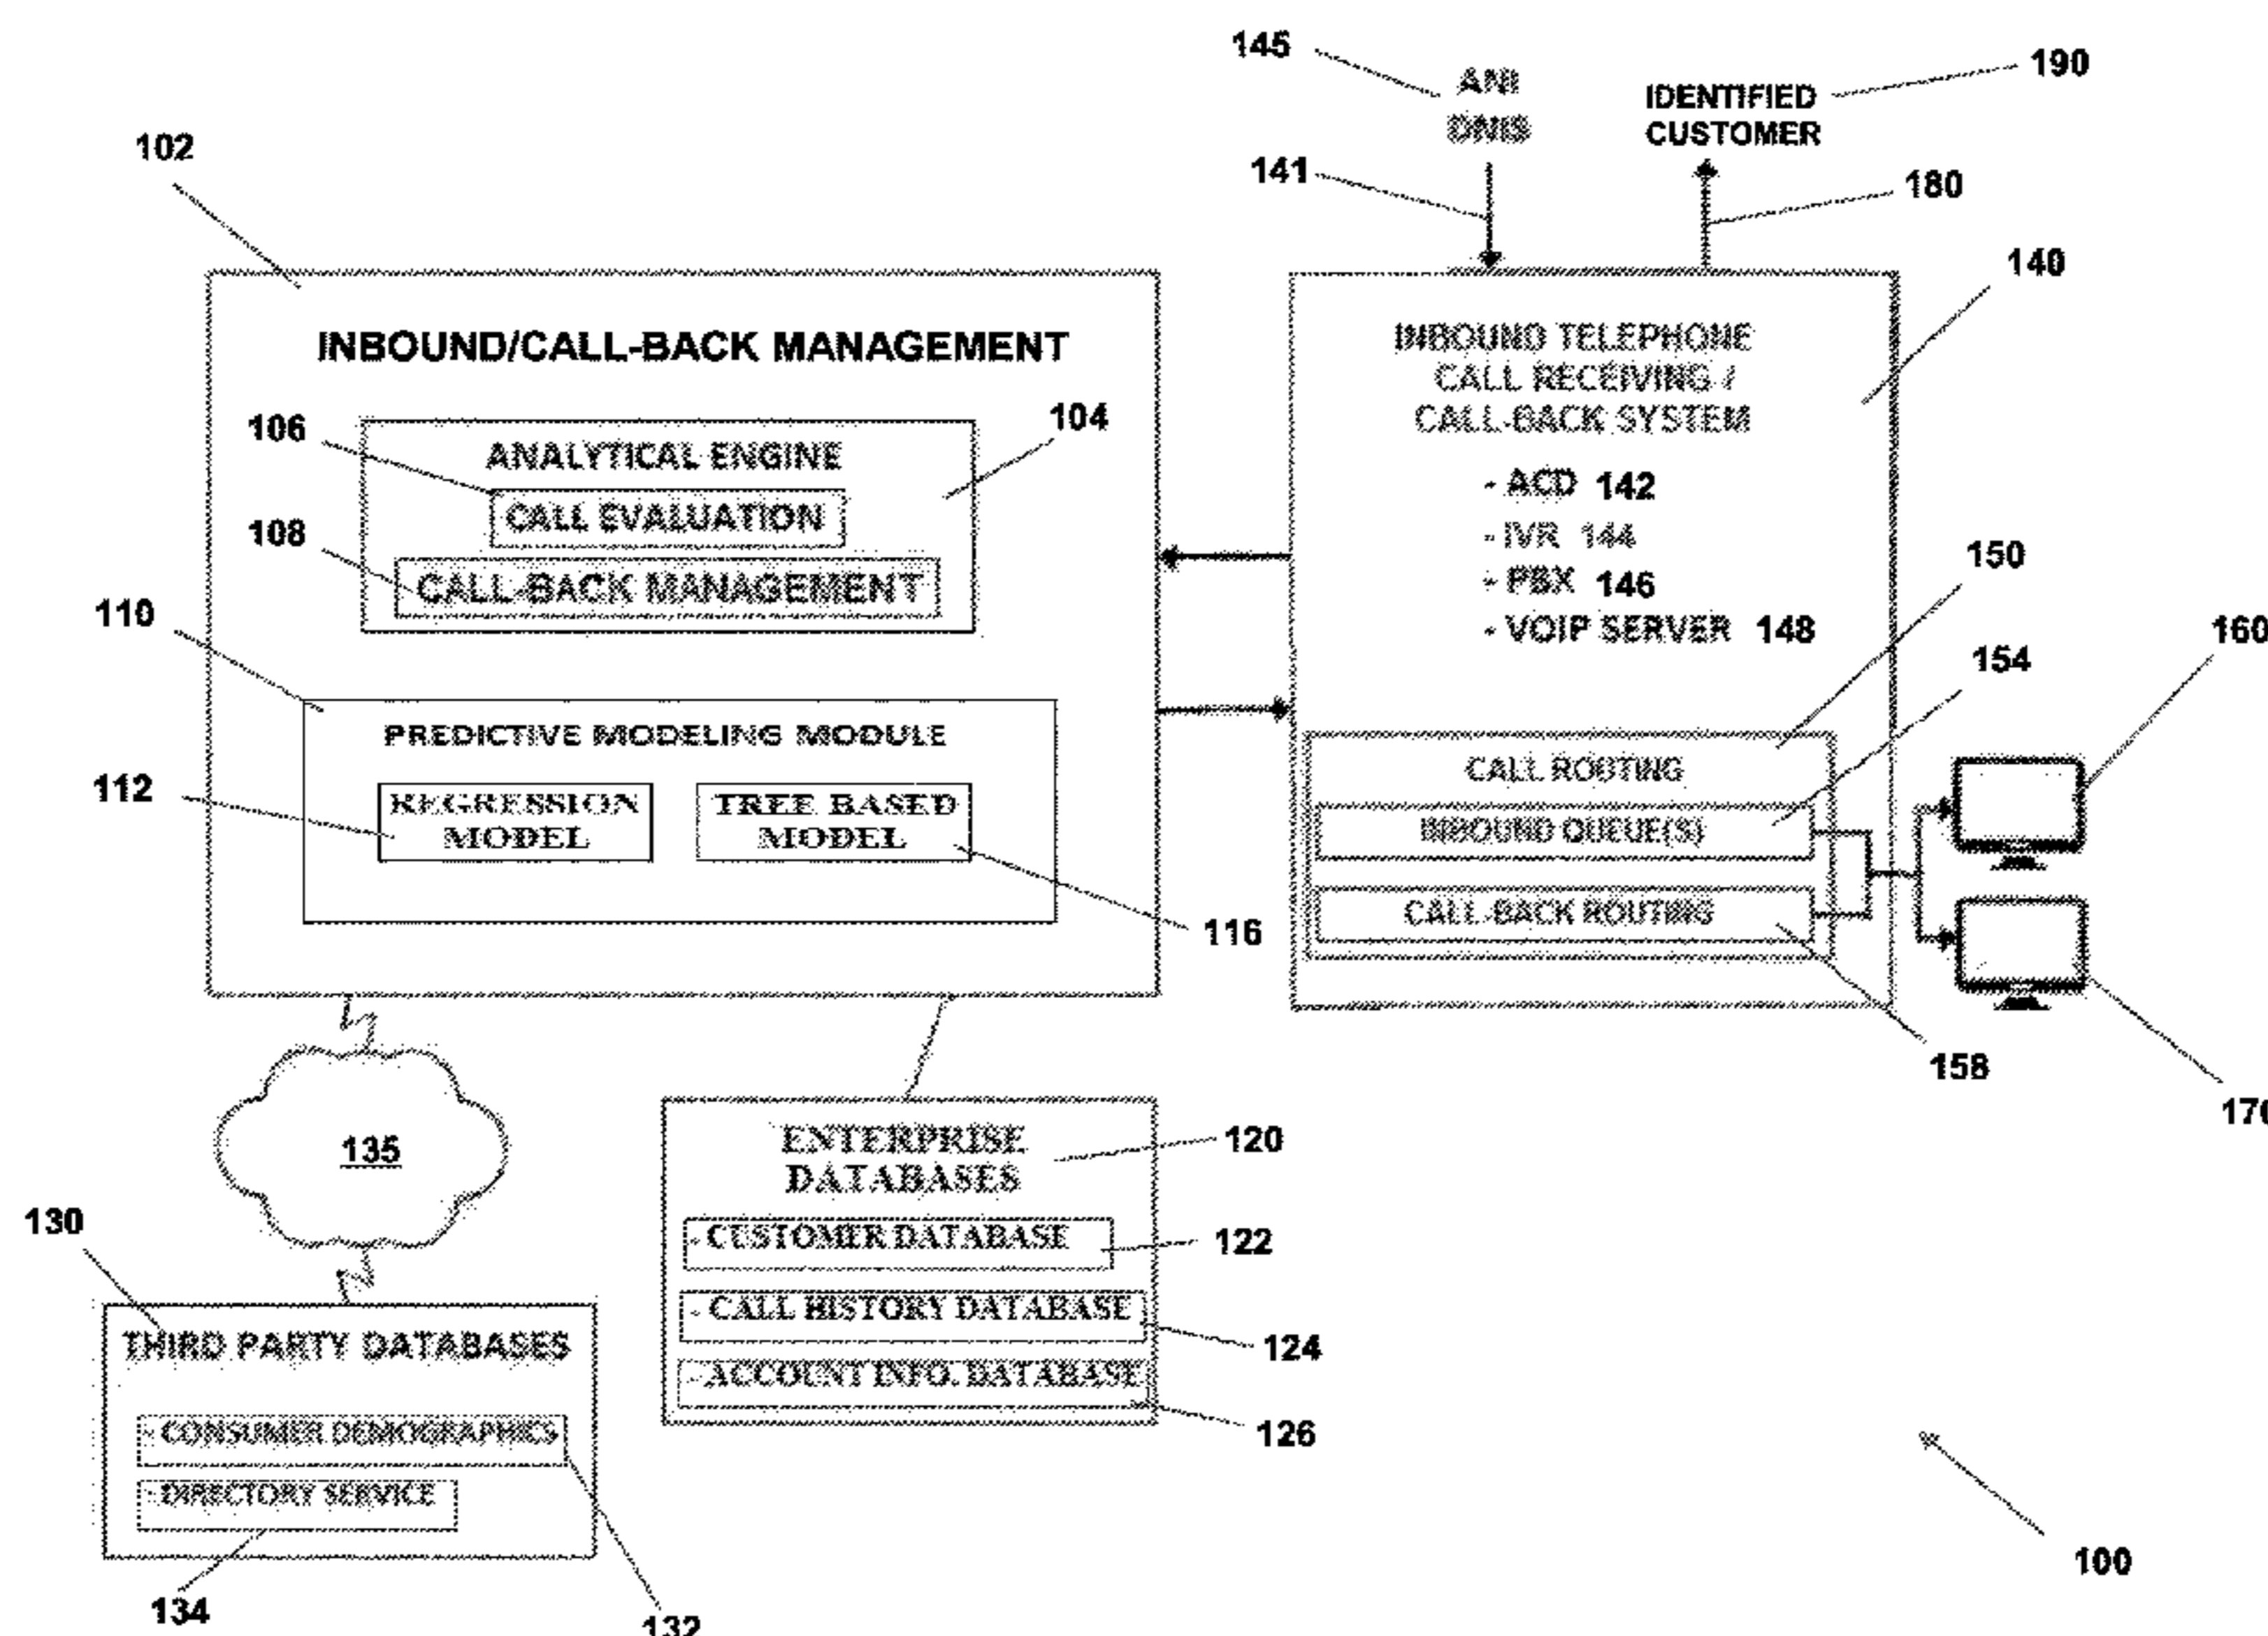 145
ANI
DNIS
141
IDENTIFIED
CUSTOMER
190
180
102
140
INBOUND/CALL-BACK MANAGEMENT
106
104
ANALYTICAL ENGINE
CALL EVALUATION
108
CALL-BACK MANAGEMENT
110
PREDICTIVE MODELING MODULE
112
REGRESSION
MODEL
TREE BASED
MODEL
116
INBOUND TELEPHONE
CALL RECEIVING /
CALL-BACK SYSTEM
- ACD 142
- IVR 144
- PBX 146
- VOIP SERVER 148
150
154
160
CALL ROUTING
INBOUND QUEUE(S)
CALL-BACK ROUTING
158
170
135
ENTERPRISE
DATABASES
120
- CUSTOMER DATABASE
122
- CALL HISTORY DATABASE
124
- ACCOUNT INFO. DATABASE
126
130
THIRD PARTY DATABASES
- CONSUMER DEMOGRAPHICS
- DIRECTORY SERVICE
134
132
100